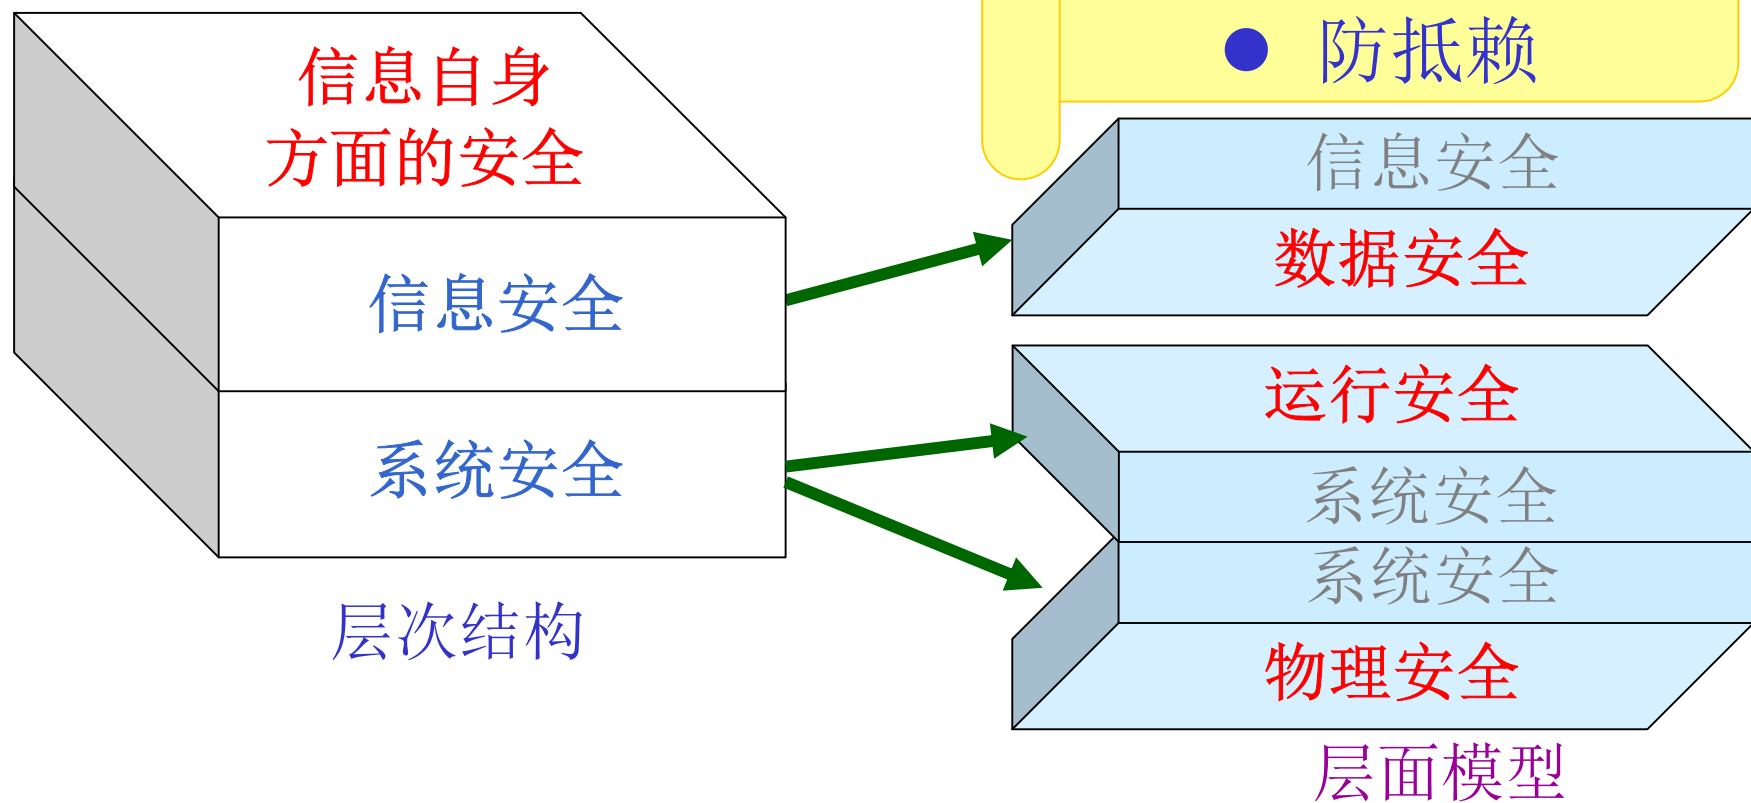 信息自身
方面的安全
信息安全
系统安全
层次结构
● 防抵赖
信息安全
数据安全
运行安全
系统安全
系统安全
物理安全
层面模型